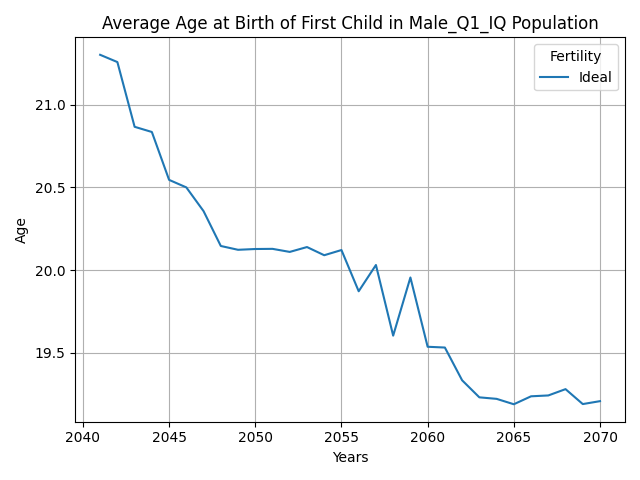 Average Age at Birth of First Child in Male_Q1_IQ Population
Fertility
Ideal
21.0
20.5
20.0
19.5
Age
2040 2045 2050 2055 2060 2065 2070
Years